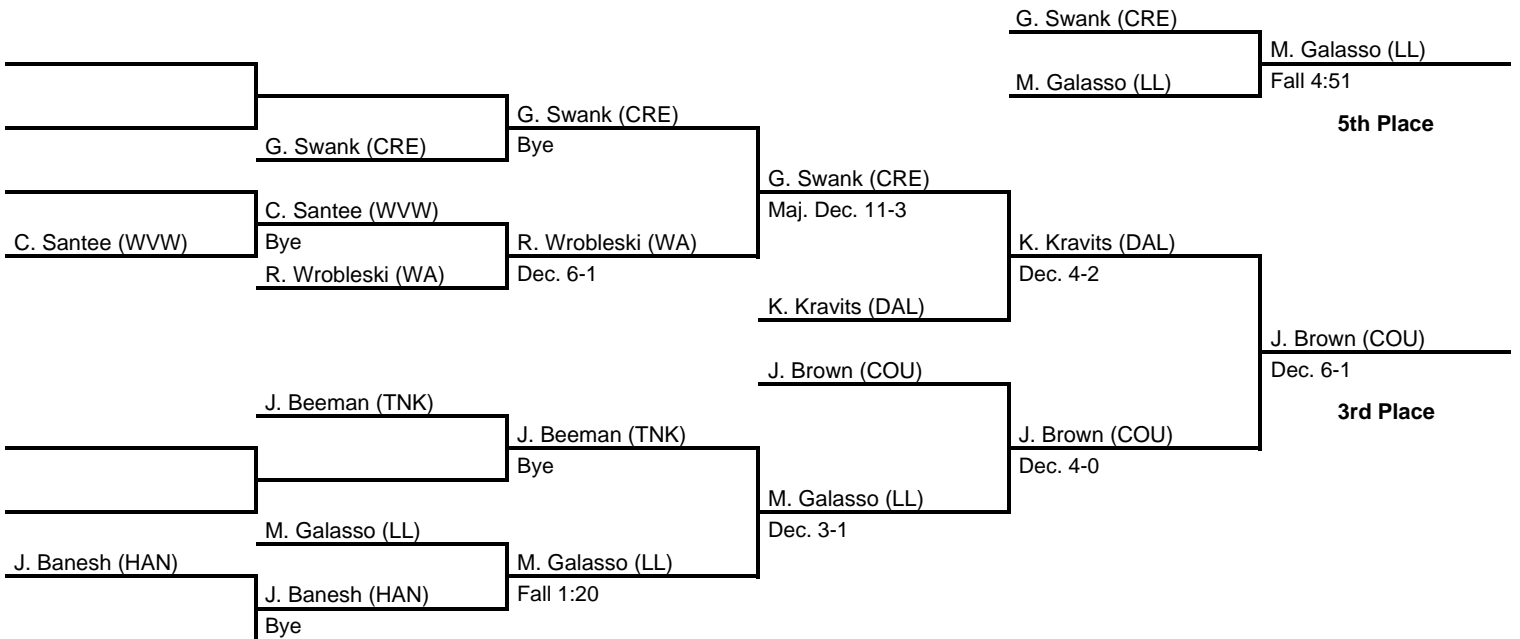 G. Swank (CRE)
M. Galasso (LL)
M. Galasso (LL)
Fall 4:51
5th Place
G. Swank (CRE)
G. Swank (CRE)
Bye
G. Swank (CRE)
Maj. Dec. 11-3
C. Santee (WVW)
C. Santee (WVW)
Bye
R. Wrobleski (WA)
R. Wrobleski (WA)
Dec. 6-1
K. Kravits (DAL)
Dec. 4-2
K. Kravits (DAL)
J. Brown (COU)
Dec. 6-1
3rd Place
J. Brown (COU)
J. Beeman (TNK)
J. Beeman (TNK)
Bye
J. Brown (COU)
Dec. 4-0
M. Galasso (LL)
Dec. 3-1
M. Galasso (LL)
J. Banesh (HAN)
M. Galasso (LL)
Fall 1:20
J. Banesh (HAN)
Bye